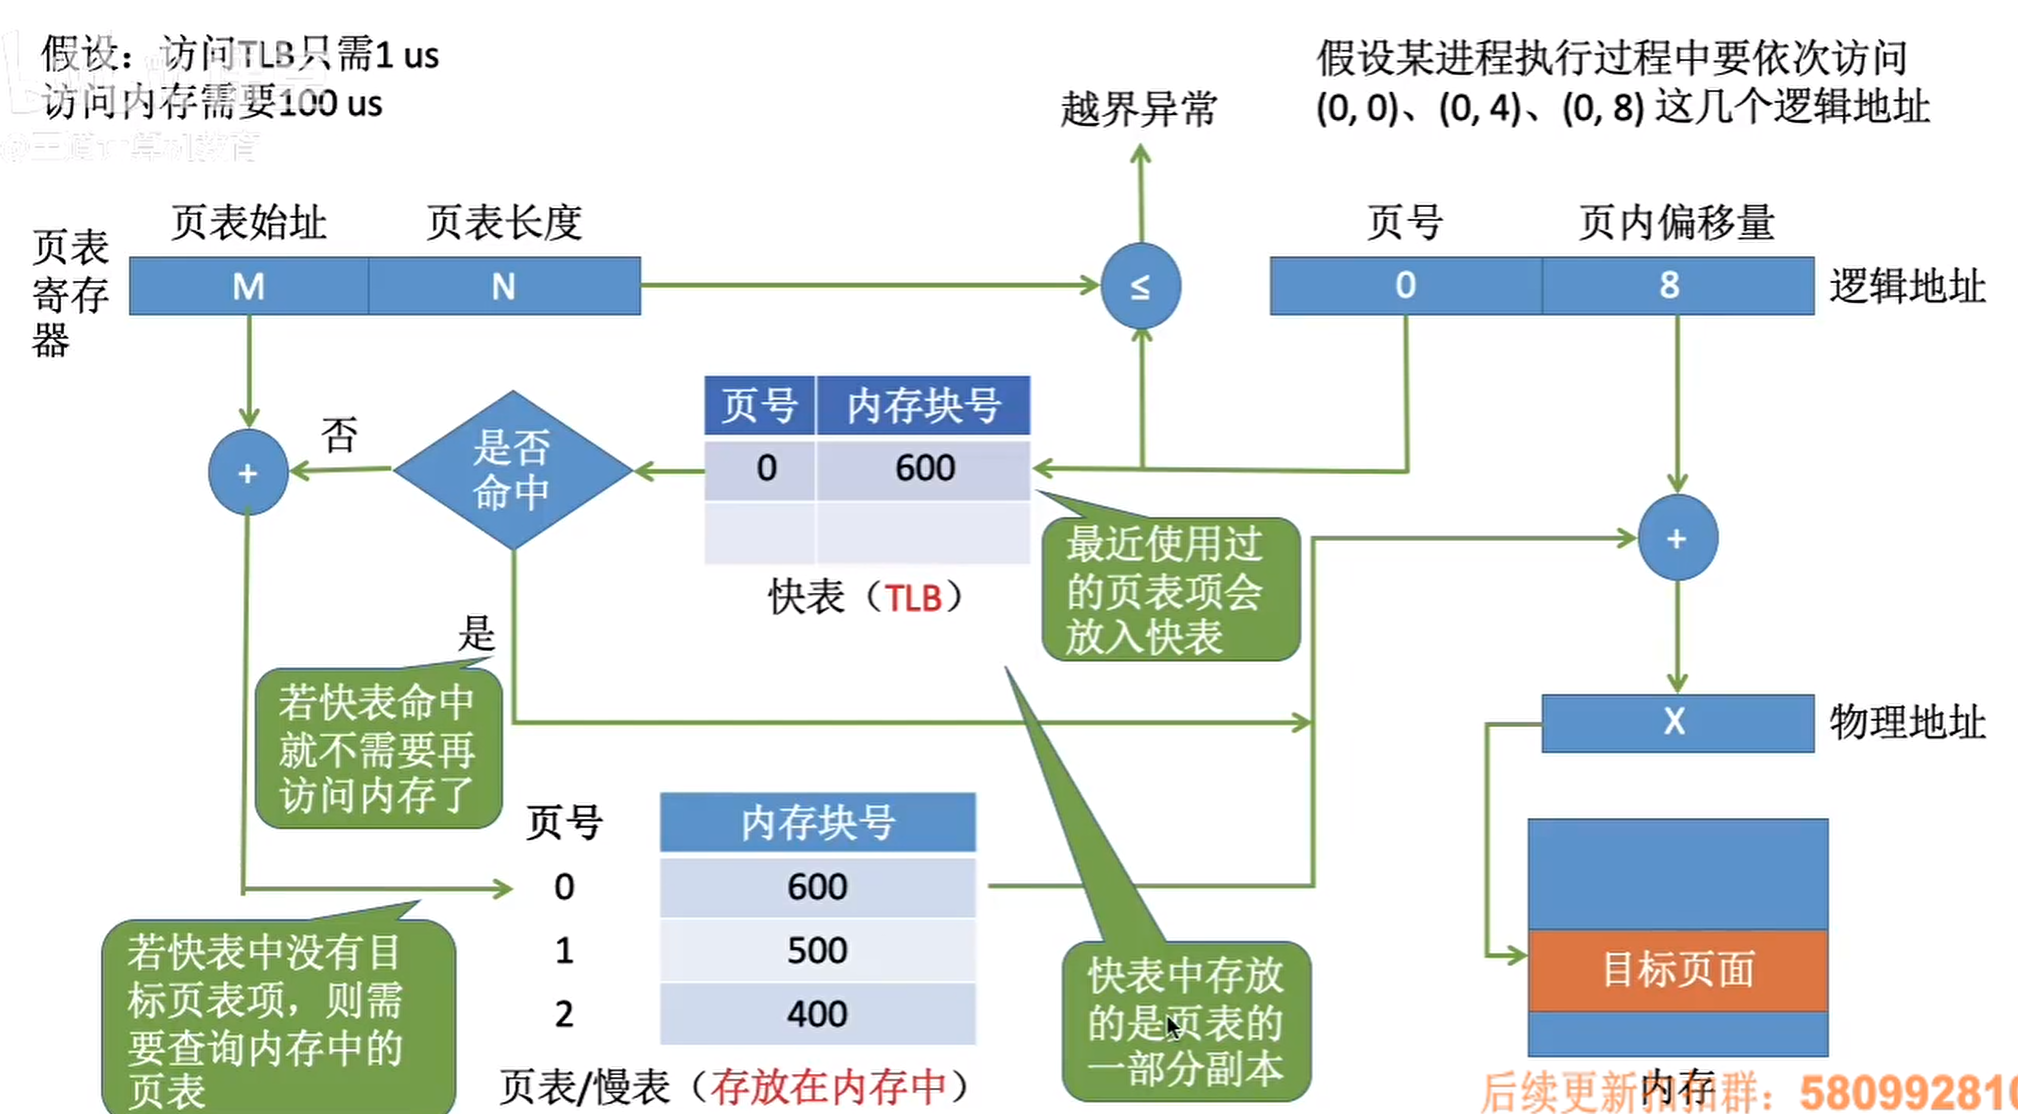 假设：访问TLB只需1 us
访问内存需要100 us
@王道计算机教育
假设某进程执行过程中要依次访问
(0, 0)、(0, 4)、(0, 8) 这几个逻辑地址
越界异常
页表始址
页表长度
页号
页内偏移量
页表
寄存
器
M
N
≤
0
8
逻辑地址
页号
内存块号
0
600
快表（TLB）
是否
命中
否
+
是
+
最近使用过
的页表项会
放入快表
若快表命中
就不需要再
访问内存了
X
物理地址
页号
内存块号
0
600
1
500
2
400
页表/慢表（存放在内存中）
若快表中没有目
标页表项，则需
要查询内存中的
页表
快表中存放
的是页表的
一部分副本
目标页面
内存
后续更新扣扣群：580992810